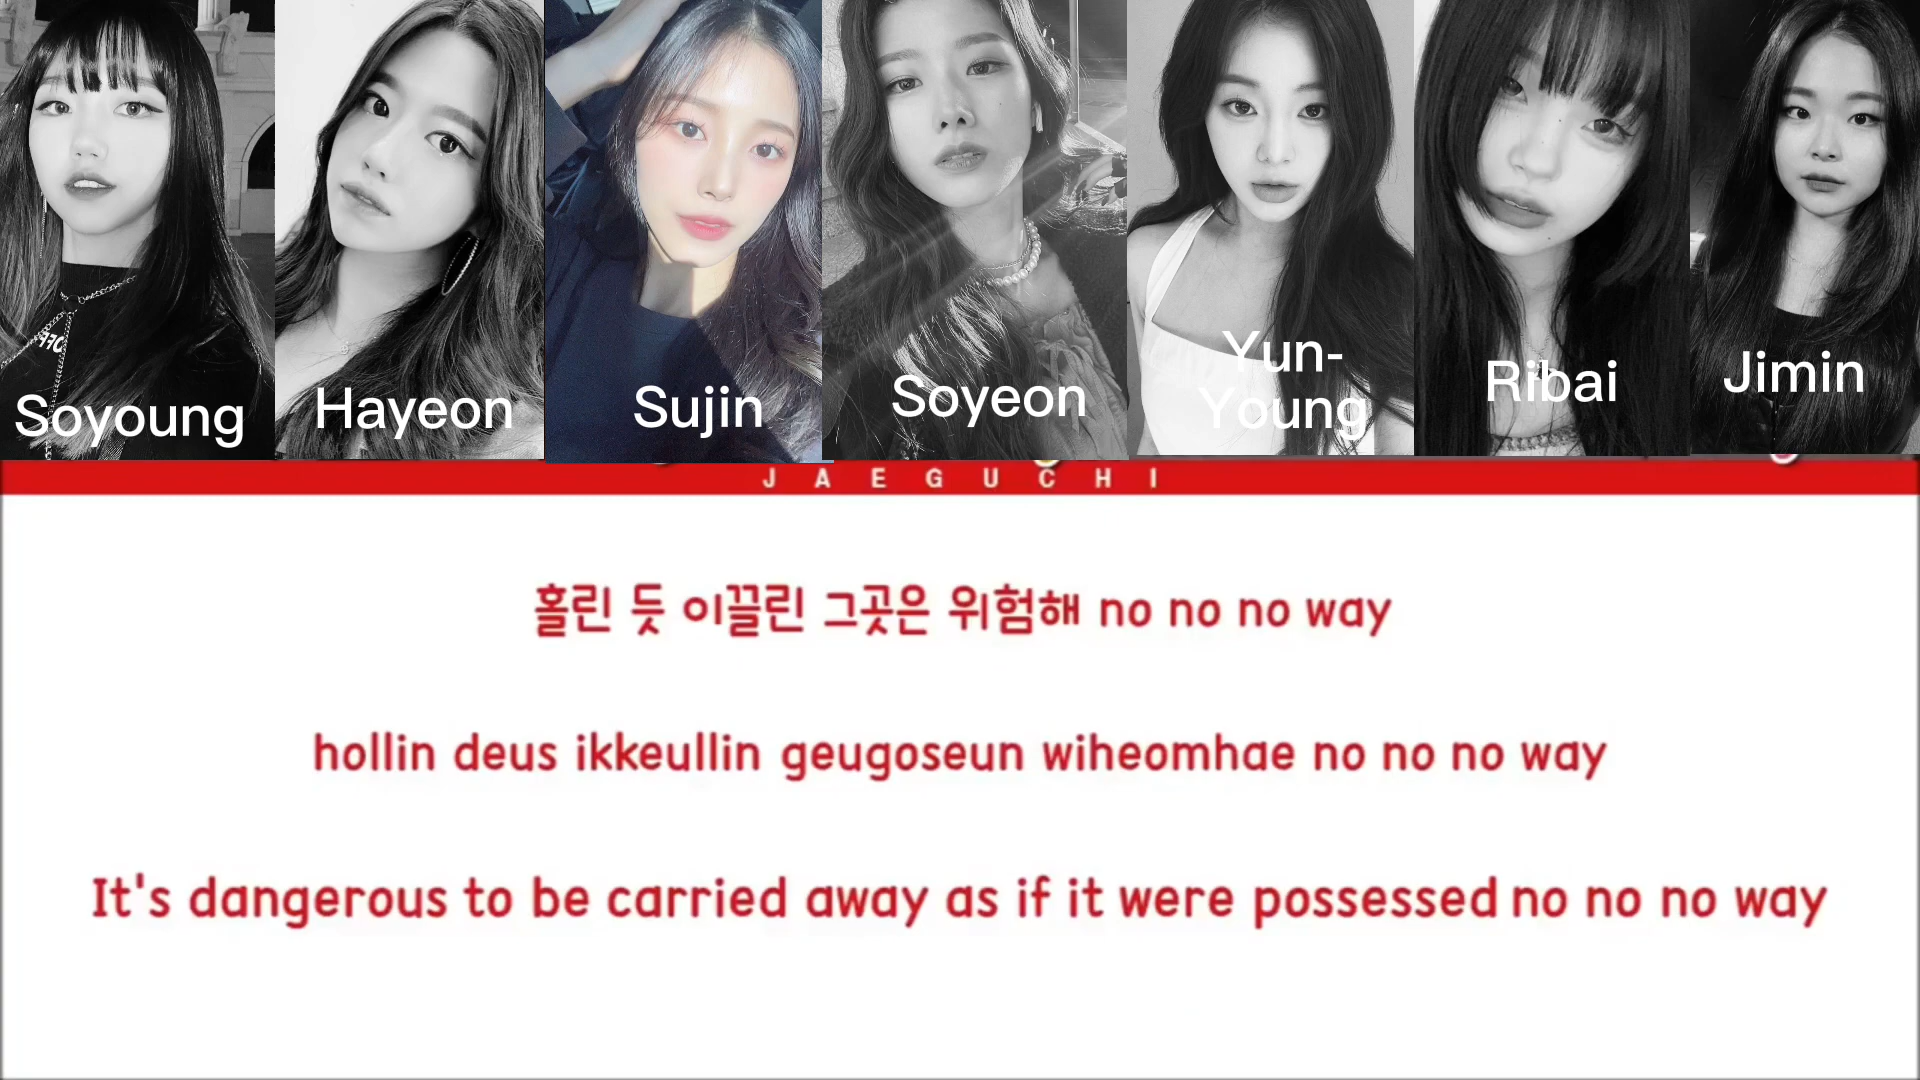 Soyoung
Hayeon
Sujin
Soyeon
Yun-
Young
Ribai
Jimin
JAEGUCHI
홀린 듯 이끌린 그곳은 위험해 no no no way
hollin deus ikkeullin geugoseun wiheomhae no no no way
It's dangerous to be carried away as if it were possessed no no no way